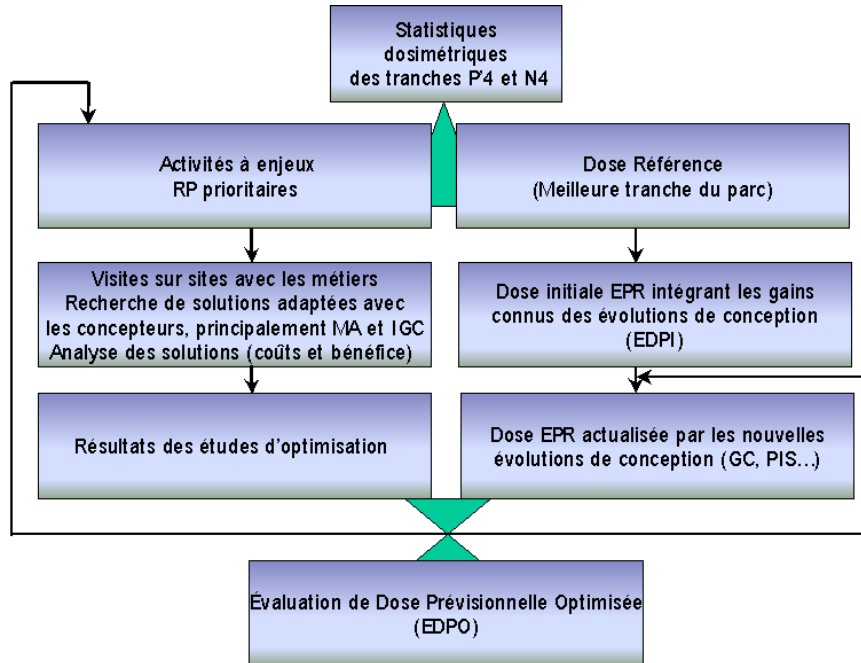 Statistiques
dosimétriques
des tranches P'4 et N4
Activités à enjeux
RP prioritaires
Dose Référence
(Meilleure tranche du parc)
Visites sur sites avec les métiers
Recherche de solutions adaptées avec
les concepteurs, principalement MA et IGC
Analyse des solutions (coûts et bénéfice)
Dose initiale EPR intégrant les gains
connus des évolutions de conception
(EDPI)
Résultats des études d'optimisation
Dose EPR actualisée par les nouvelles
évolutions de conception (GC, PIS…)
Évaluation de Dose Prévisionnelle Optimisée
(EDPO)